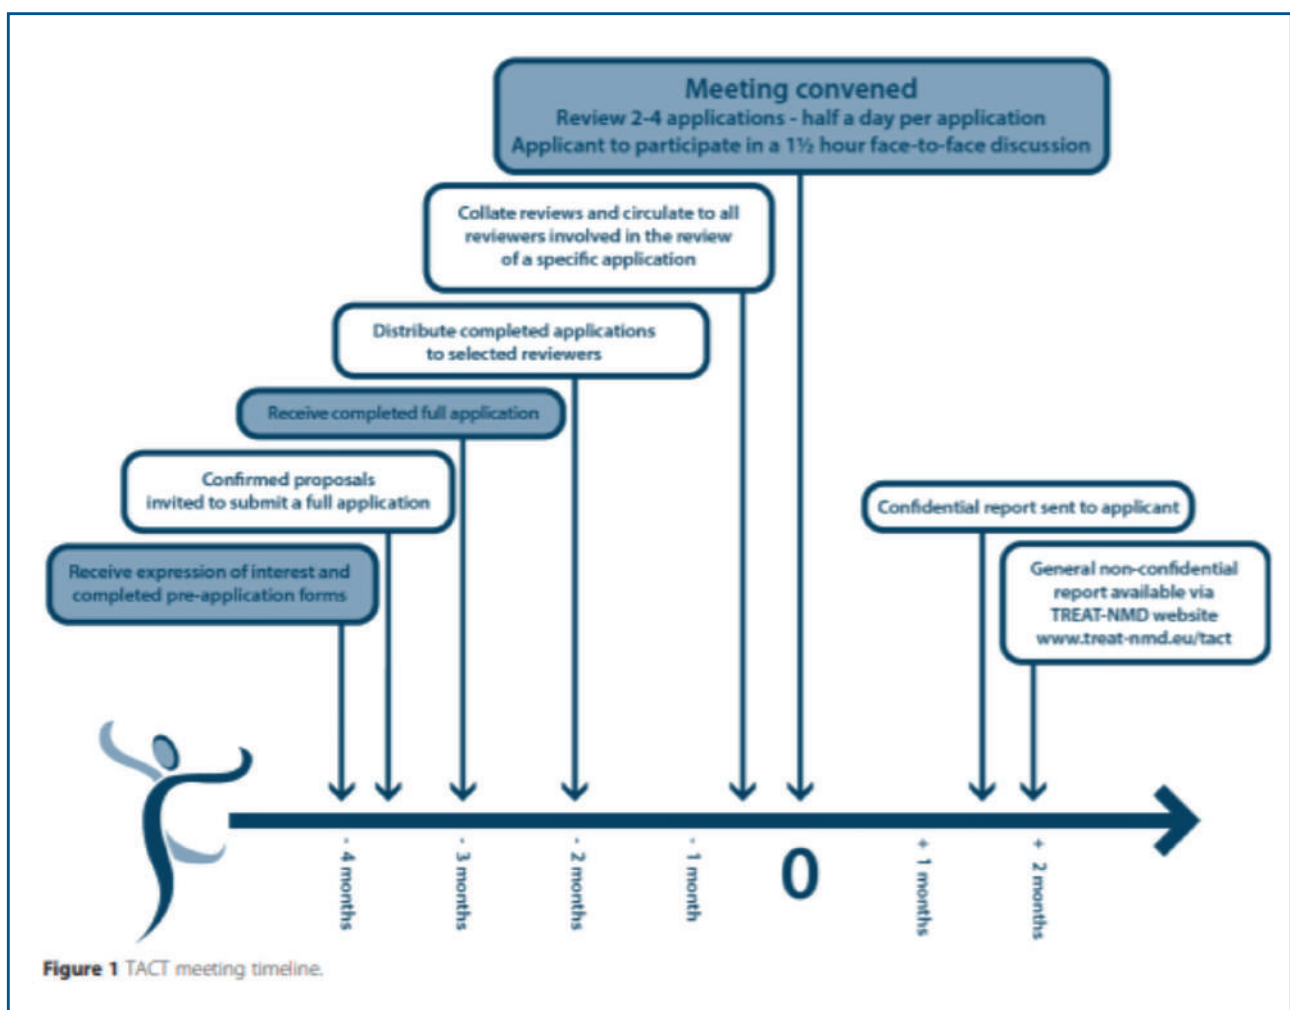 Meeting convened
Review 2-4 applications - half a day per application
Applicant to participate in a 1½ hour face-to-face discussion
Collate reviews and circulate to all
reviewers involved in the review
of a specific application
Distribute completed applications
to selected reviewers
Receive completed full application
Confirmed proposals
invited to submit a full application
Receive expression of interest and
completed pre-application forms
Confidential report sent to applicant
General non-confidential
report available via
TREAT-NMD website
www.treat-nmd.eu/tact
- 4 months
- 3 months
- 2 months
- 1 month
0
+ 1 months
+ 2 months
Figure 1 TACT meeting timeline.